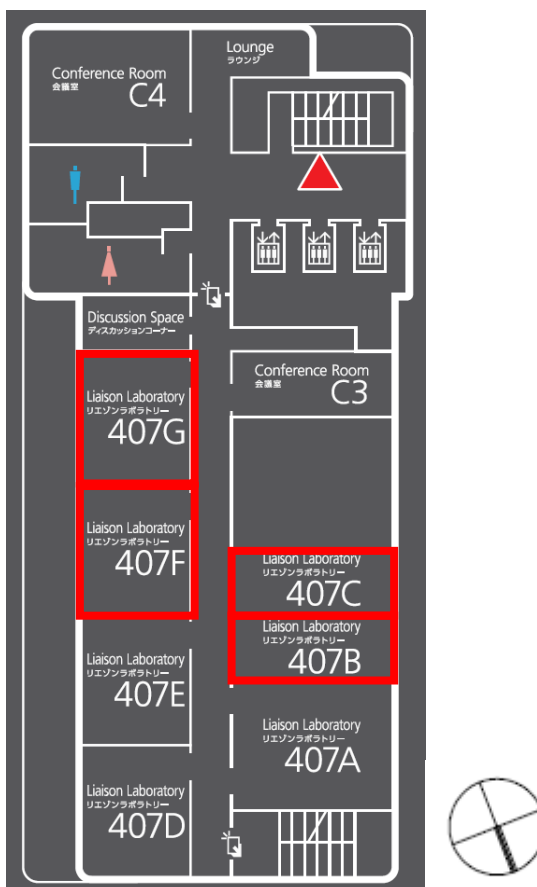 Lounge
ラウンジ
Conference Room
会議室
C4
Discussion Space
ディスカッションコーナー
Conference Room
会議室
C3
Liaison Laboratory
リエゾンラボラトリー
407G
Liaison Laboratory
リエゾンラボラトリー
407F
Liaison Laboratory
リエゾンラボラトリー
407C
Liaison Laboratory
リエゾンラボラトリー
407B
Liaison Laboratory
リエゾンラボラトリー
407E
Liaison Laboratory
リエゾンラボラトリー
407A
Liaison Laboratory
リエゾンラボラトリー
407D